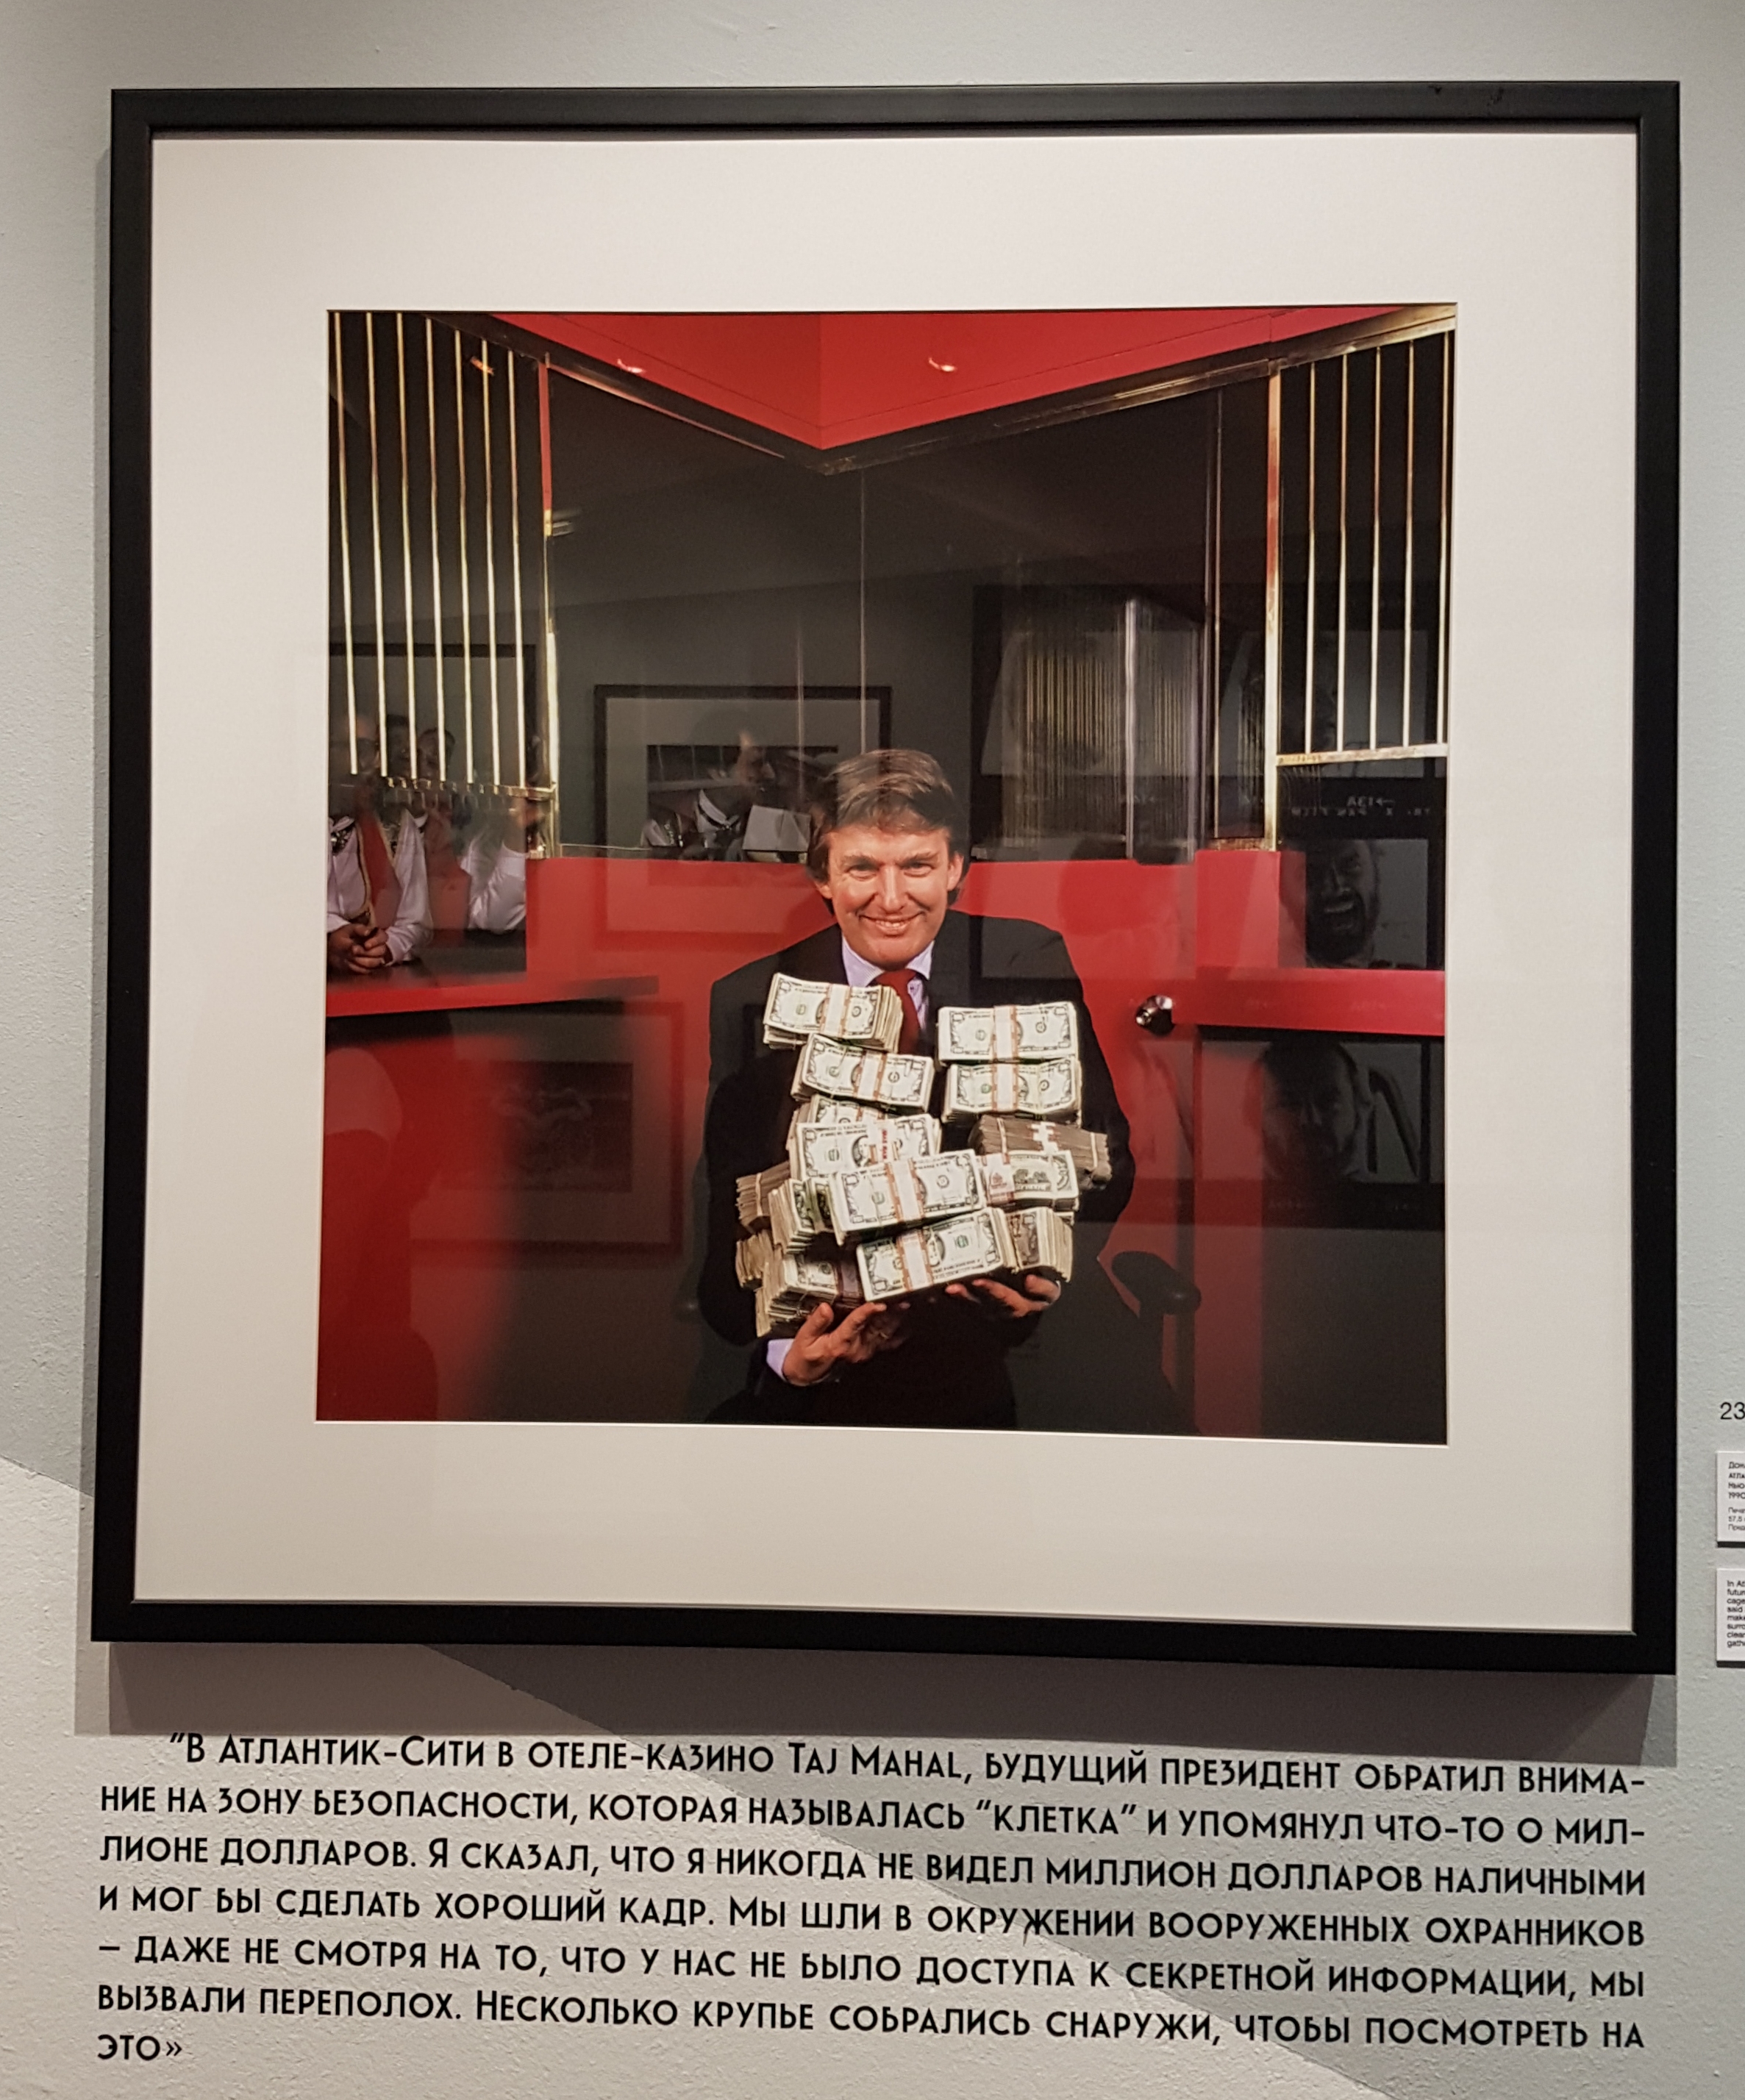 "В Атлантик-Сити в отеле-казино Taj Mahal, будущий президент обратил внима-
ние на зону безопасности, которая называлась "клетка" и упомянул что-то о мил-
лионе долларов. Я сказал, что я никогда не видел миллион долларов наличными
и мог бы сделать хороший кадр. Мы шли в окружении вооруженных охранников
– даже не смотря на то, что у нас не было доступа к секретной информации, мы
вызвали переполох. Несколько крупье собрались снаружи, чтобы посмотреть на
это»
23